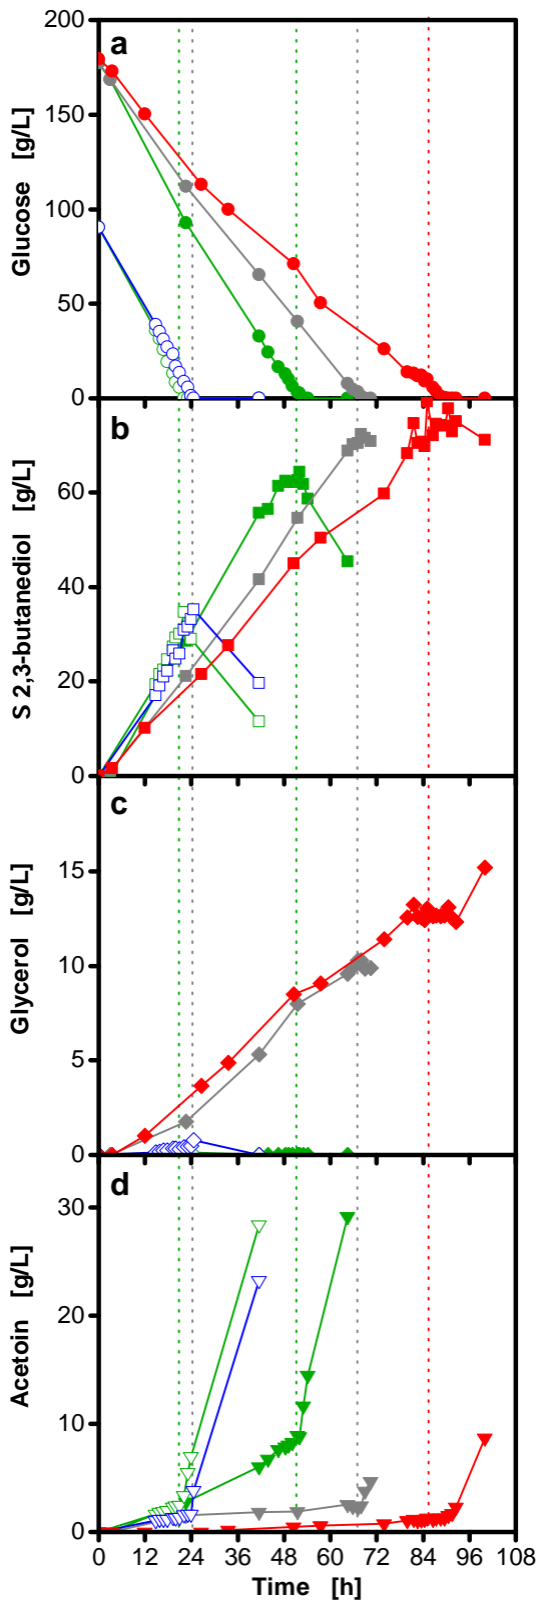 a
200
150
100
50
0
Glucose [g/L]
b
60
40
20
0
S 2,3-butanediol [g/L]
c
15
10
5
0
Glycerol [g/L]
d
30
20
10
0
Acetoin [g/L]
0 12 24 36 48 60 72 84 96 108
Time [h]